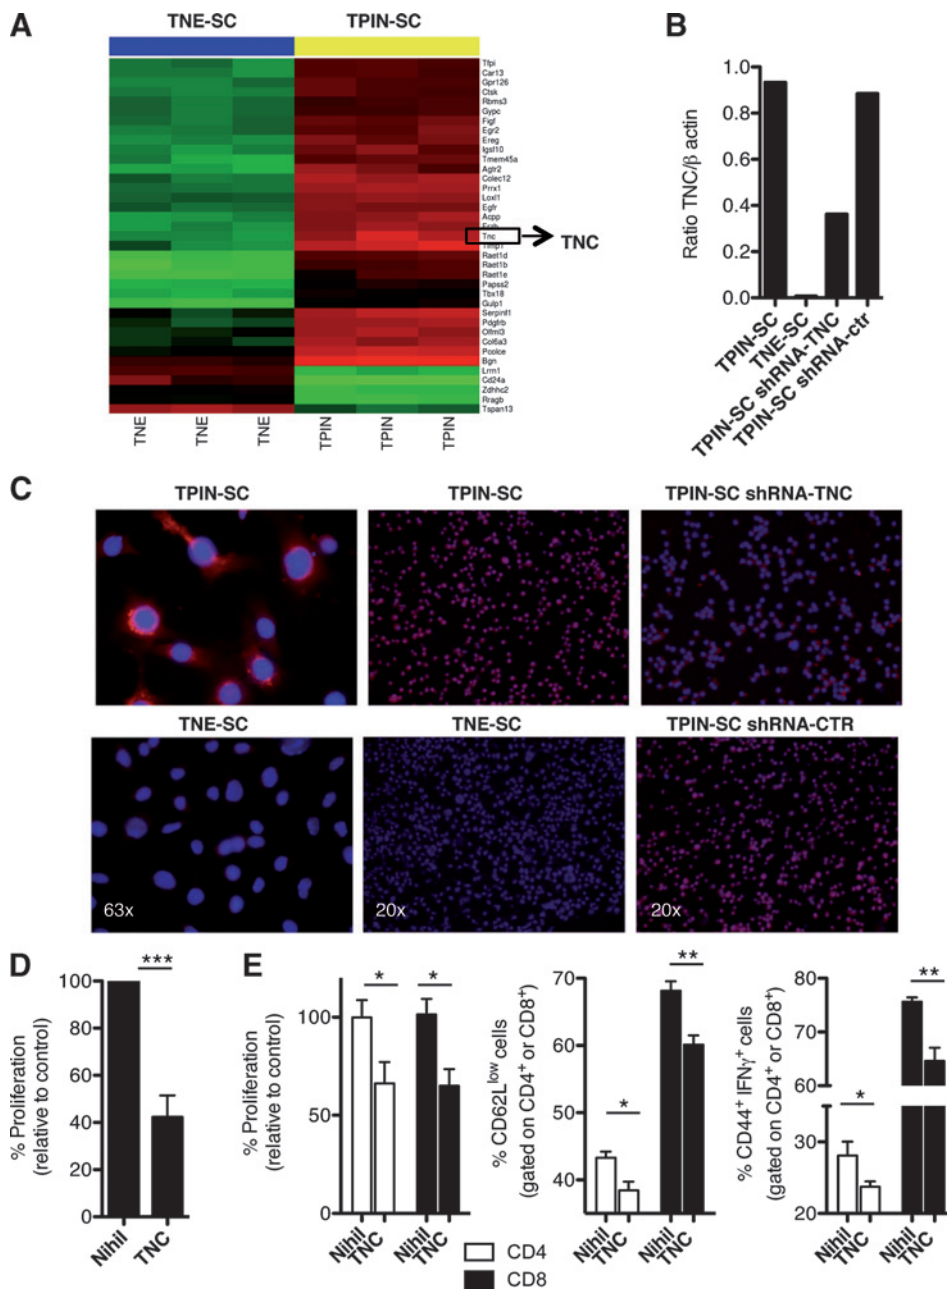 A
TNE-SC
TPIN-SC
Tfpi
Car13
Gpr126
Ctsk
Rbms3
Gypc
Figf
Egr2
Ereg
Igsf10
Tmem45a
Agtr2
Colec12
Prrx1
Loxl1
Egfr
Acpp
Tnc
TNC
Timp1
Raet1d
Raet1b
Raet1e
Papss2
Tbx18
Gulp1
Serpinf1
Pdgfrb
Olfml3
Col6a3
Pcolce
Bgn
Lrrn1
Cd24a
Zdhhc2
Rragb
Tspan13
TNE
TNE
TNE
TPIN
TPIN
TPIN
B
Ratio TNC/β actin
1.0
0.8
0.6
0.4
0.2
0.0
TPIN-SC
TNE-SC
TPIN-SC shRNA-TNC
TPIN-SC shRNA-ctr
C
TPIN-SC
TPIN-SC
TPIN-SC shRNA-TNC
TNE-SC
TNE-SC
TPIN-SC shRNA-CTR
63x
20x
20x
D
% Proliferation
(relative to control)
100
80
60
40
20
0
***
Nihil
TNC
E
% Proliferation
(relative to control)
100
50
0
*
*
Nihil
TNC
Nihil
TNC
% CD62Llow cells
(gated on CD4+ or CD8+)
70
60
50
40
*
**
Nihil
TNC
Nihil
TNC
% CD44+ IFNγ+ cells
(gated on CD4+ or CD8+)
80
70
60
30
20
*
**
Nihil
TNC
Nihil
TNC
CD4
CD8